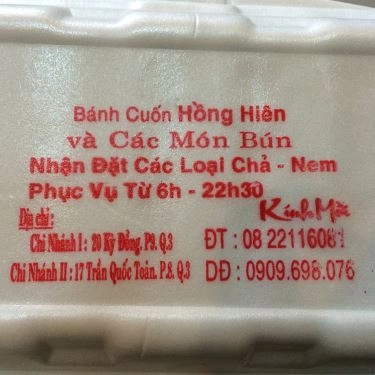 Bánh Cuốn Hồng Hiên
và Các Món Bún
Nhận Đặt Các Loại Chả - Nem
Phục Vụ Từ 6h - 22h30
Kính Mời
Địa chỉ :
Chi Nhánh I : 20 Kỳ Đồng. P9. Q.3
ĐT : 08 22116081
Chi Nhánh II : 17 Trần Quốc Toản. P.8. Q.3
DĐ : 0909.698.076